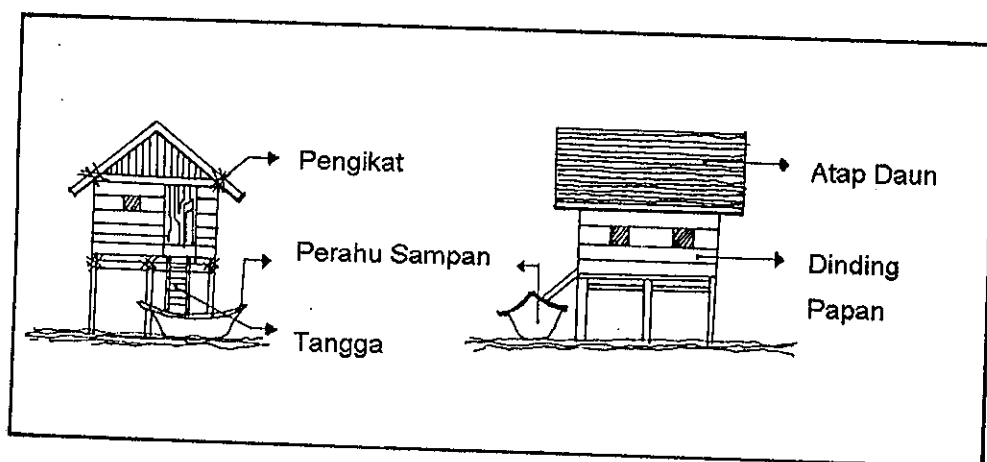 Pengikat
Perahu Sampan
Tangga
Atap Daun
Dinding
Papan